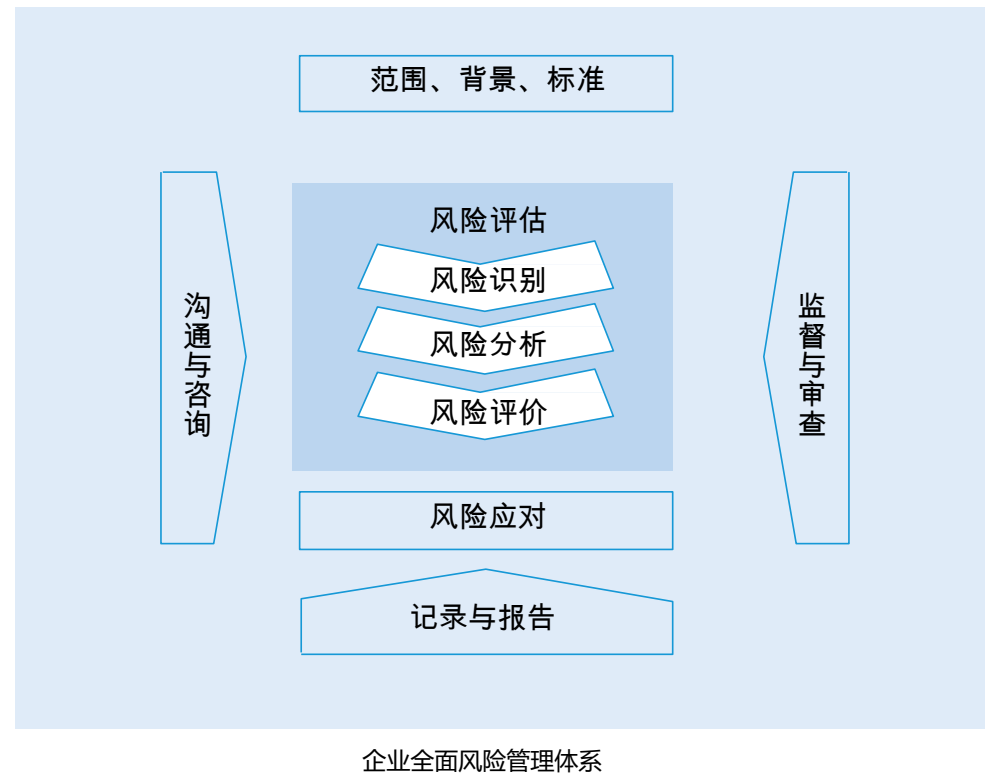 范围、背景、标准
风险评估
风险识别
风险分析
风险评价
沟通与咨询
监督与审查
风险应对
记录与报告
企业全面风险管理体系